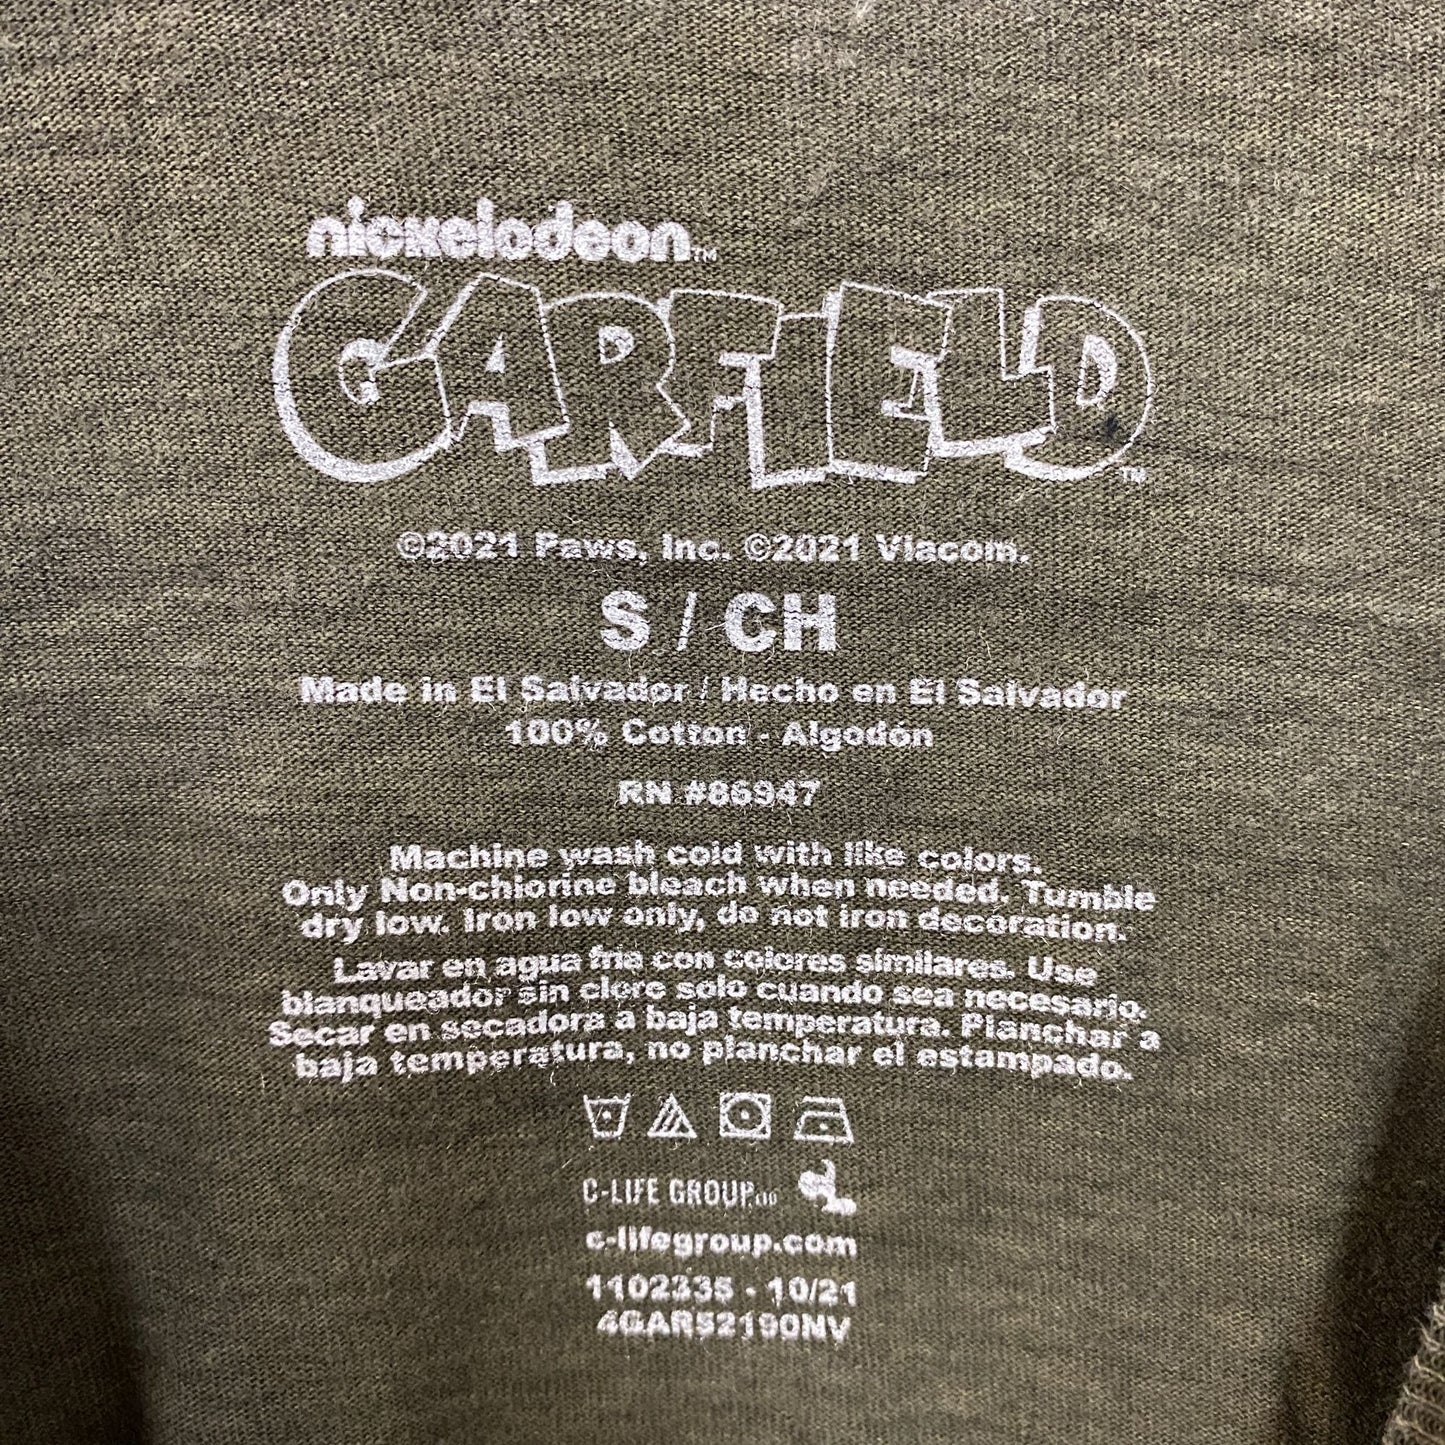 nickelodeon™
GARFIELD™
©2021 Paws, Inc. ©2021 Viacom.
S / CH
Made in El Salvador / Hecho en El Salvador
100% Cotton - Algodón
RN #86947
Machine wash cold with like colors.
Only Non-chlorine bleach when needed. Tumble
dry low. Iron low only, do not iron decoration.
Lavar en agua fria con colores similares. Use
blanqueador sin cloro solo cuando sea necesario.
Secar en secadora a baja temperatura. Planchar a
baja temperatura, no planchar el estampado.
C-LIFE GROUP
c-lifegroup.com
1102335 - 10/21
4GAR52190NV